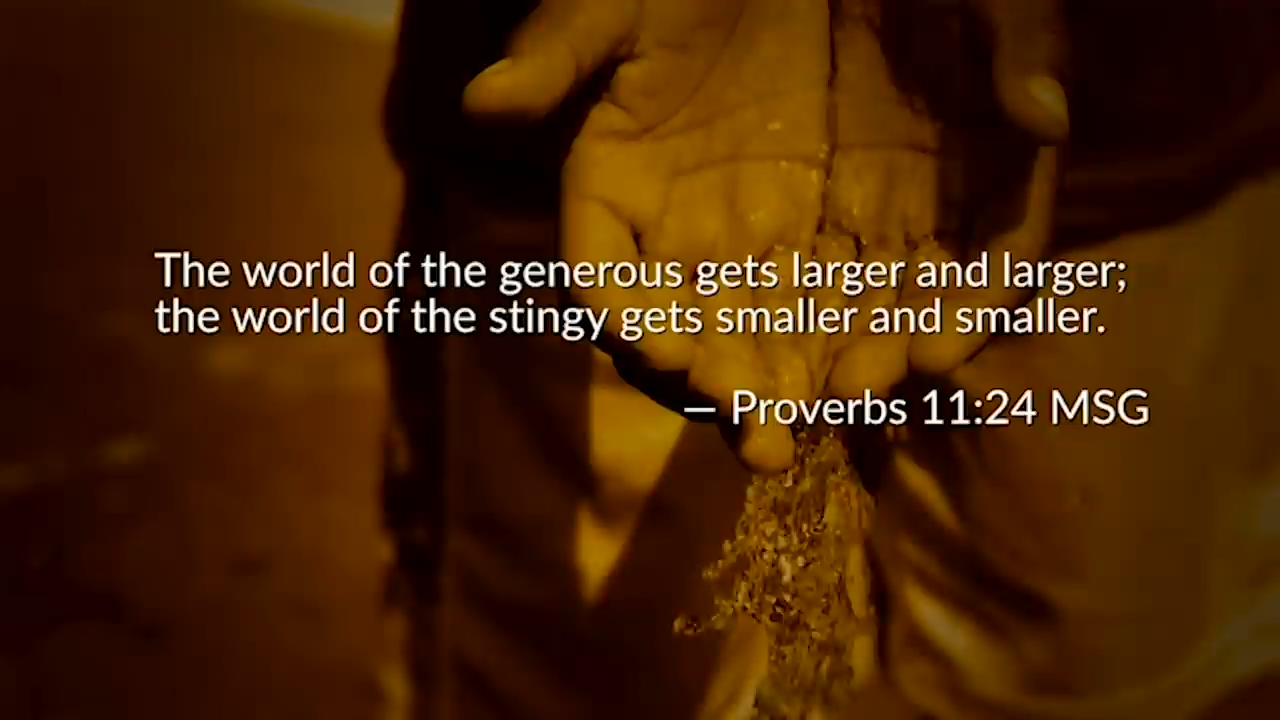 The world of the generous gets larger and larger;
the world of the stingy gets smaller and smaller.
— Proverbs 11:24 MSG